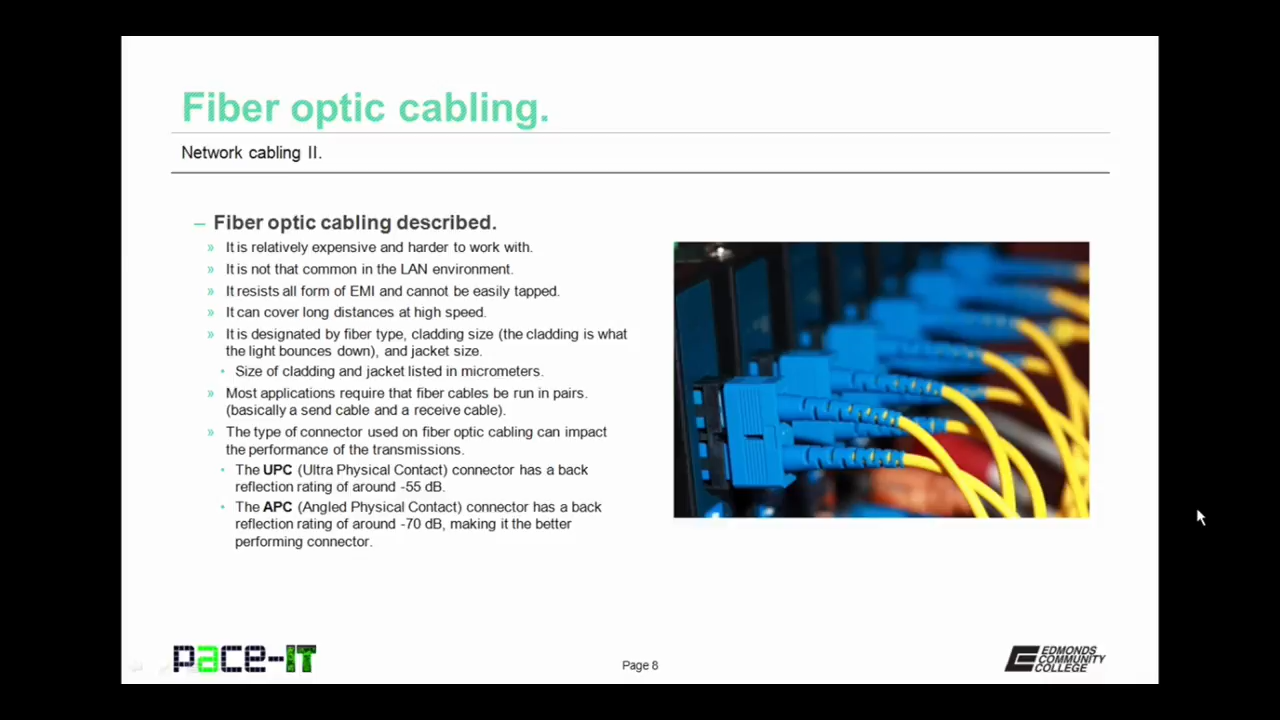 Fiber optic cabling.
Network cabling II.
– Fiber optic cabling described.
» It is relatively expensive and harder to work with.
» It is not that common in the LAN environment.
» It resists all form of EMI and cannot be easily tapped.
» It can cover long distances at high speed.
» It is designated by fiber type, cladding size (the cladding is what
the light bounces down), and jacket size.
• Size of cladding and jacket listed in micrometers.
» Most applications require that fiber cables be run in pairs.
(basically a send cable and a receive cable).
» The type of connector used on fiber optic cabling can impact
the performance of the transmissions.
• The UPC (Ultra Physical Contact) connector has a back
reflection rating of around -55 dB.
• The APC (Angled Physical Contact) connector has a back
reflection rating of around -70 dB, making it the better
performing connector.
pace-IT
Page 8
EDMONDS
COMMUNITY
COLLEGE